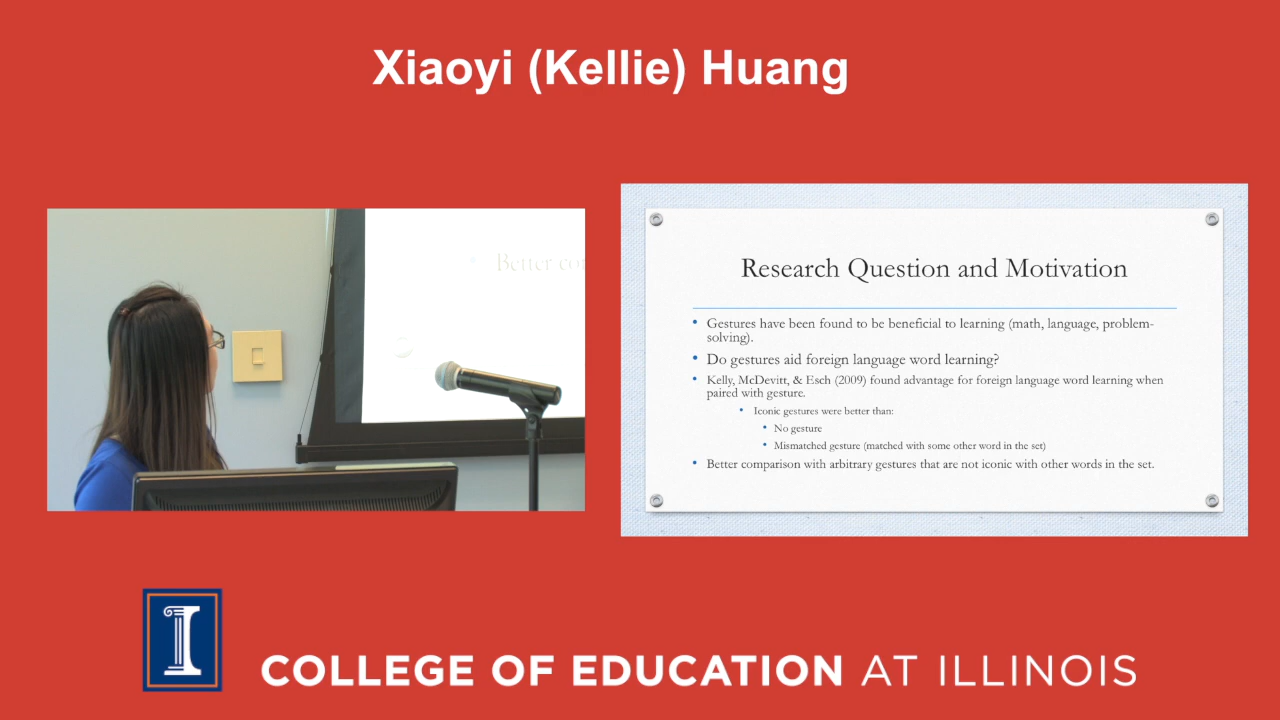 Xiaoyi (Kellie) Huang
Better
Research Question and Motivation
• Gestures have been found to be beneficial to learning (math, language, problem-
solving).
• Do gestures aid foreign language word learning?
• Kelly, McDevitt, & Esch (2009) found advantage for foreign language word learning when
paired with gesture.
• Iconic gestures were better than:
• No gesture
• Mismatched gesture (matched with some other word in the set)
• Better comparison with arbitrary gestures that are not iconic with other words in the set.
I
COLLEGE OF EDUCATION AT ILLINOIS